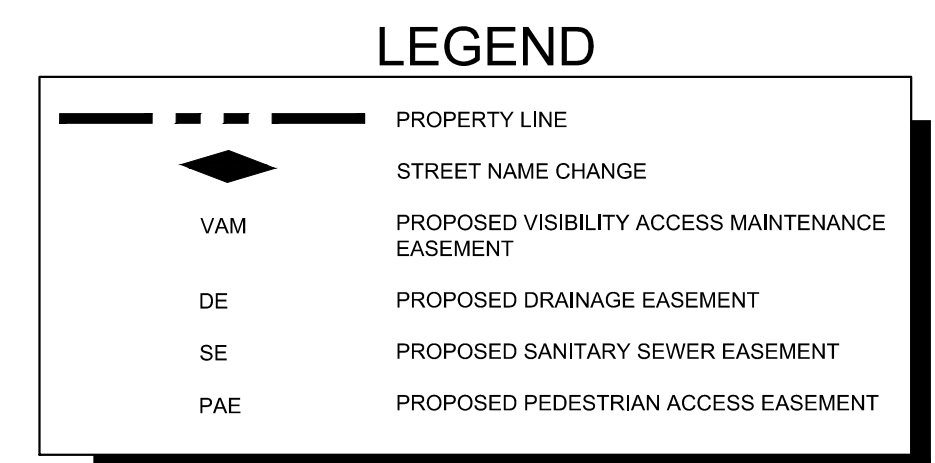 LEGEND
PROPERTY LINE
STREET NAME CHANGE
VAM PROPOSED VISIBILITY ACCESS MAINTENANCE
EASEMENT
DE PROPOSED DRAINAGE EASEMENT
SE PROPOSED SANITARY SEWER EASEMENT
PAE PROPOSED PEDESTRIAN ACCESS EASEMENT